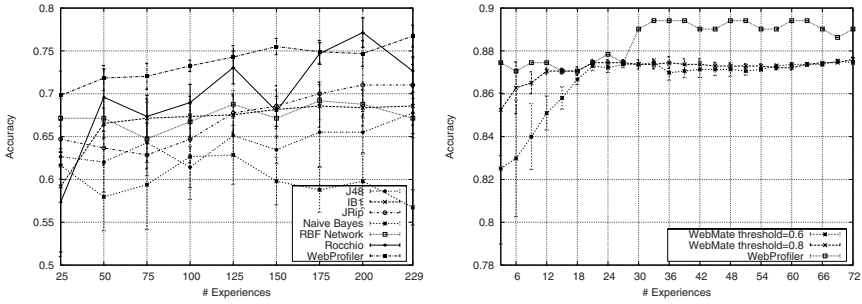 0.8
0.75
0.7
0.65
0.6
0.55
0.5
Accuracy
25 50 75 100 125 150 175 200 229
# Experiences
J48
IB1
JRip
Naive Bayes
RBF Network
Rocchio
WebProfiler
0.9
0.88
0.86
0.84
0.82
0.8
0.78
Accuracy
6 12 18 24 30 36 42 48 54 60 66 72
# Experiences
WebMate threshold=0.6
WebMate threshold=0.8
WebProfiler